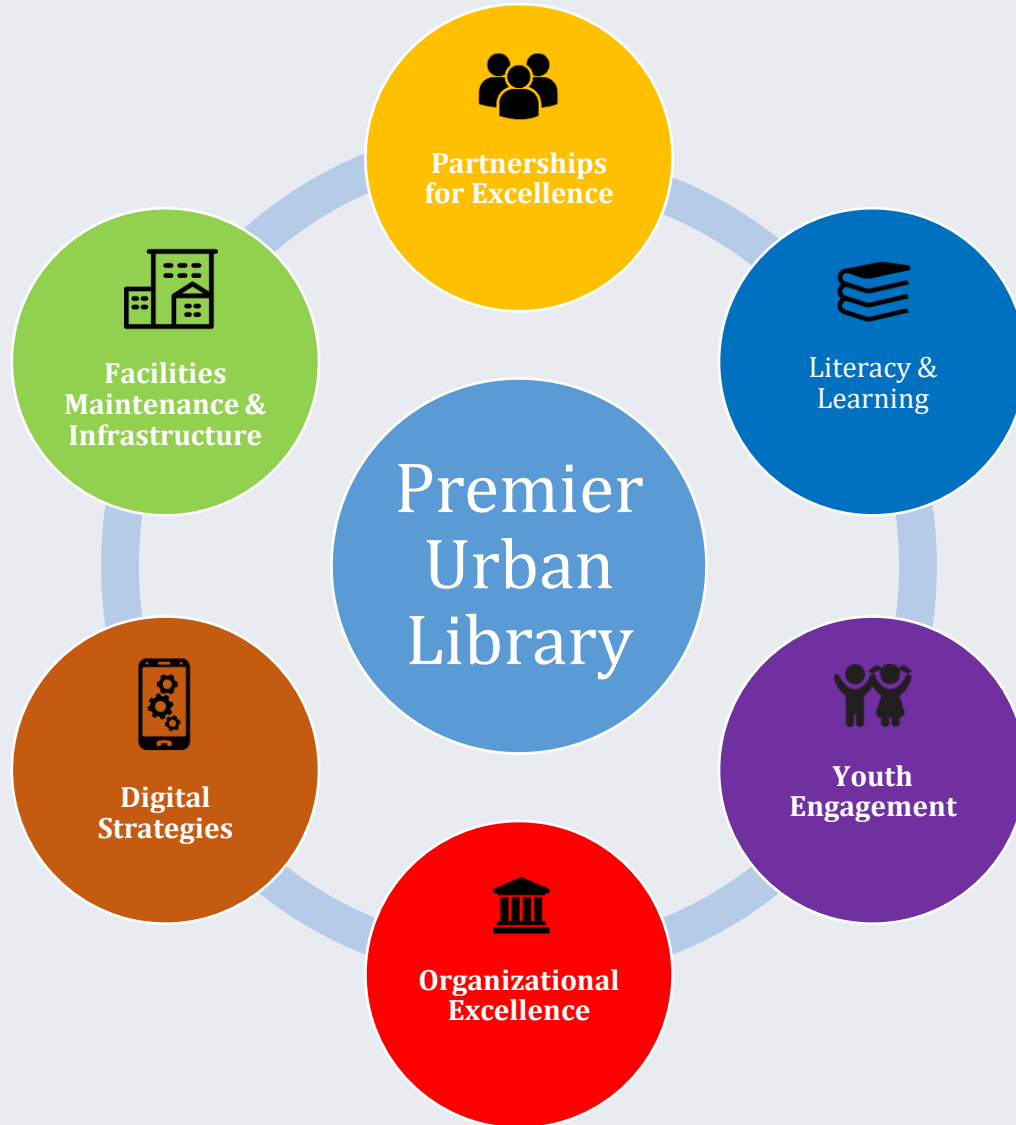 Partnerships
for Excellence
Literacy &
Learning
Youth
Engagement
Organizational
Excellence
Digital
Strategies
Facilities
Maintenance &
Infrastructure
Premier
Urban
Library